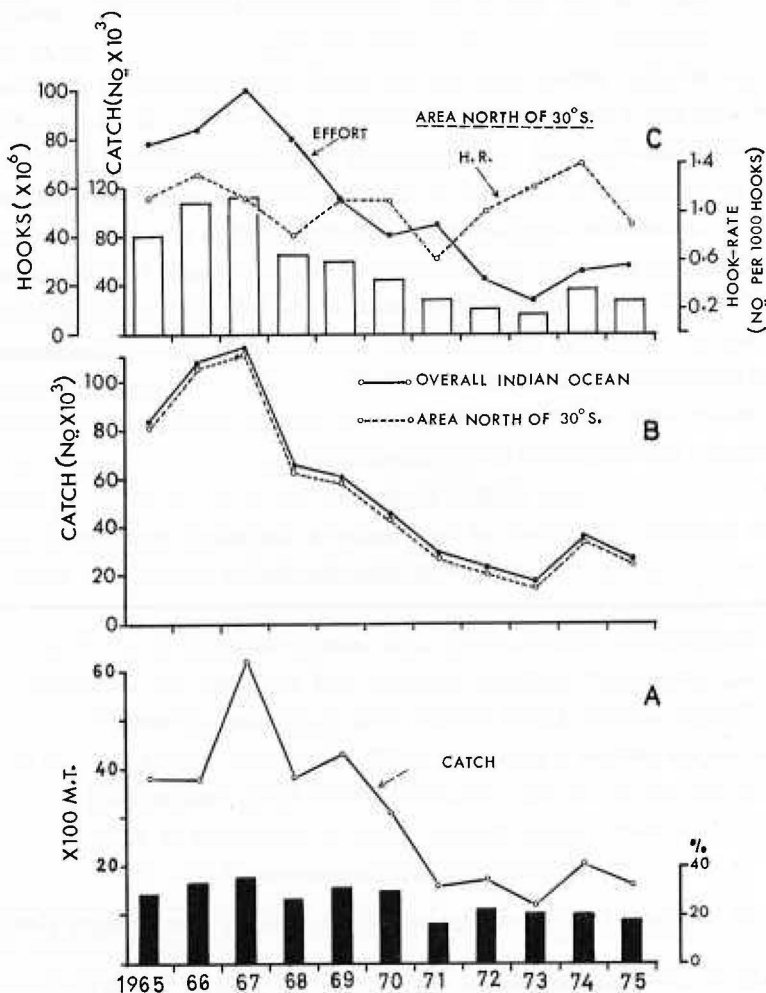 HOOKS (X10⁶)
100
80
60
40
20
0
CATCH (No X10³)
120
80
40
AREA NORTH OF 30°S.
EFFORT
H.R.
C
1·4
1·0
0·6
0·2
HOOK-RATE
(No PER 1000 HOOKS)
CATCH (No X10³)
100
80
60
40
20
0
OVERALL INDIAN OCEAN
AREA NORTH OF 30°S.
B
X100 M.T.
60
40
20
A
CATCH
%
40
20
0
1965 66 67 68 69 70 71 72 73 74 75